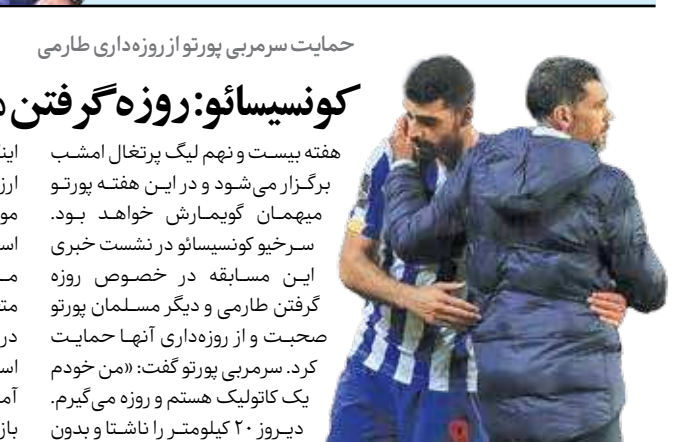 حمایت سرمربی پورتو از روزه‌داری طارمی
کونسیسائو: روزه گرفتن
هفته بیست و نهم لیگ پرتغال امشب
برگزار می‌شود و در این هفته پورتو
میهمان گویمارش خواهد بود.
سرخیو کونسیسائو در نشست خبری
این مسابقه در خصوص روزه
گرفتن طارمی و دیگر مسلمان پورتو
صحبت و از روزه‌داری آنها حمایت
کرد. سرمربی پورتو گفت: «من خودم
یک کاتولیک هستم و روزه می‌گیرم.
دیروز ۲۰ کیلومتر را ناشتا و بدون